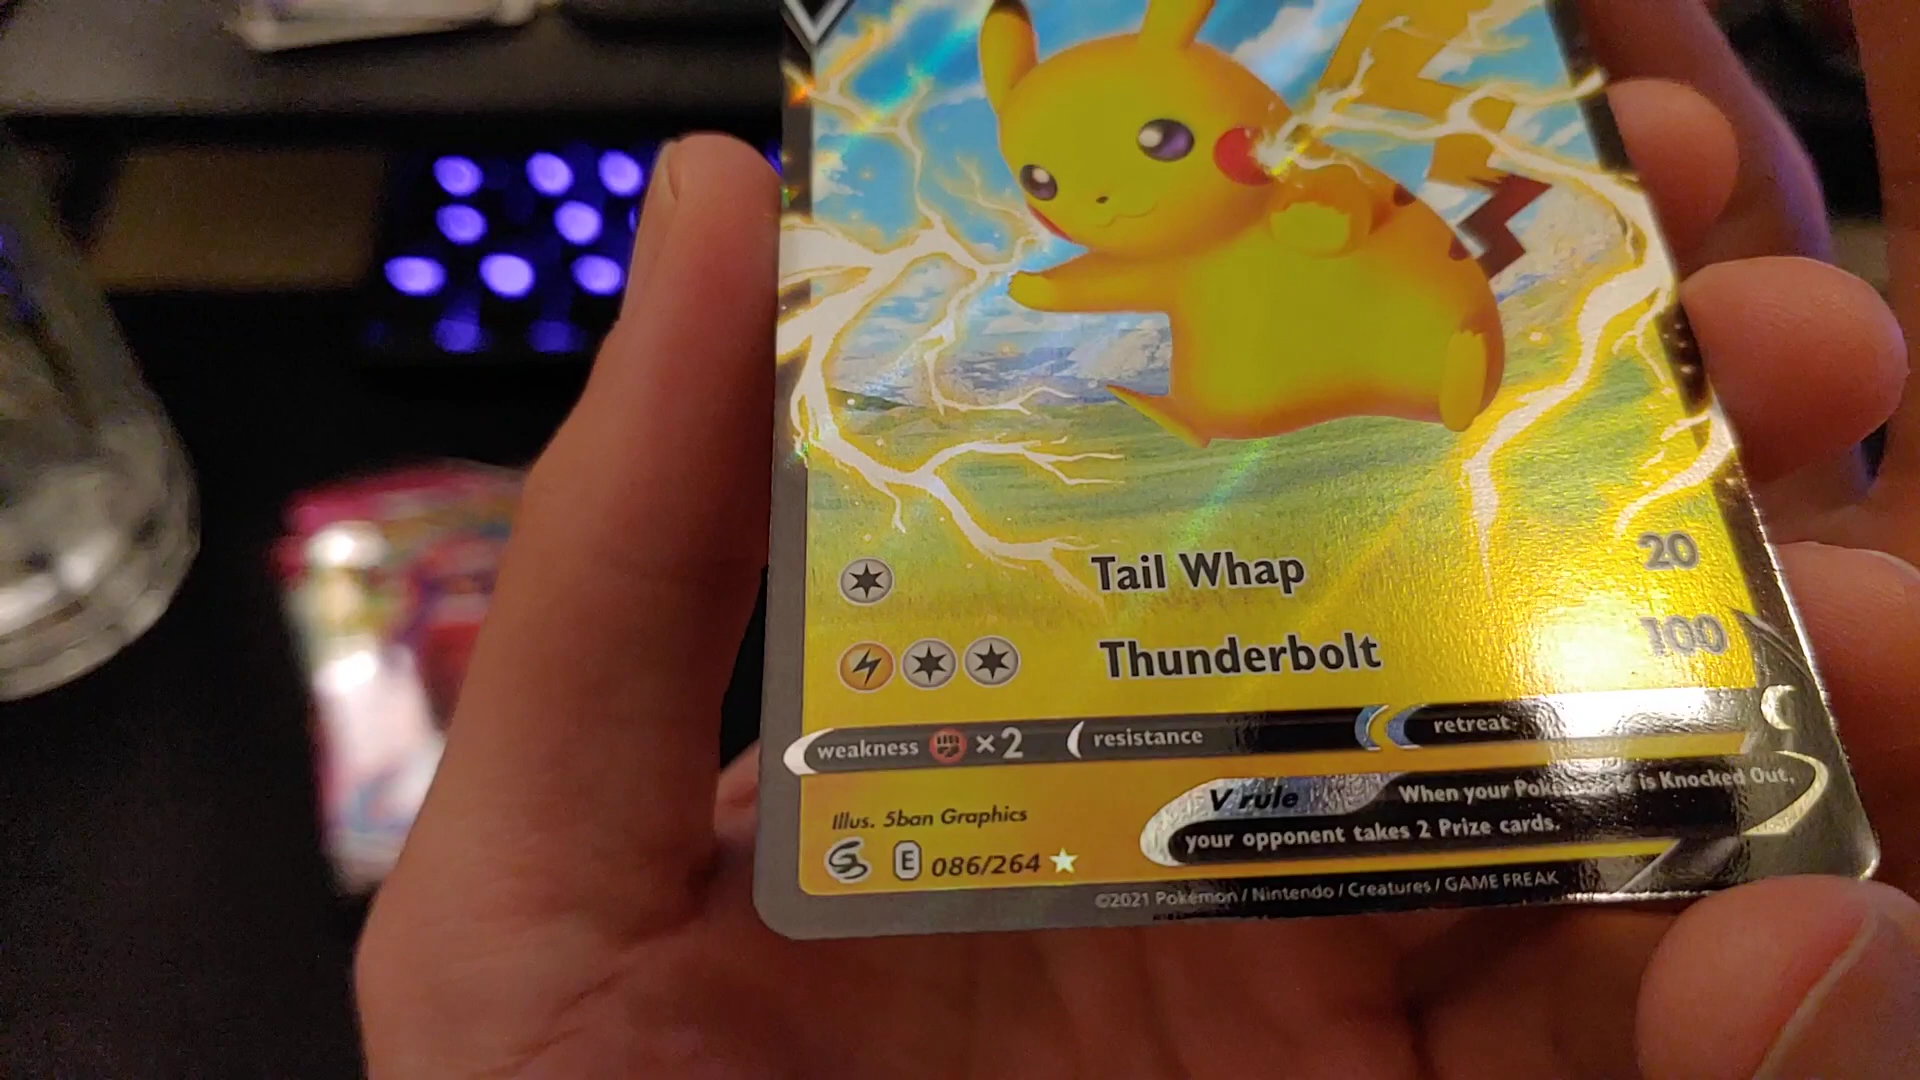 Tail Whap 20
Thunderbolt 100
weakness ×2 resistance retreat
V rule When your Poké is Knocked Out,
your opponent takes 2 Prize cards.
Illus. 5ban Graphics
E 086/264
©2021 Pokémon / Nintendo / Creatures / GAME FREAK